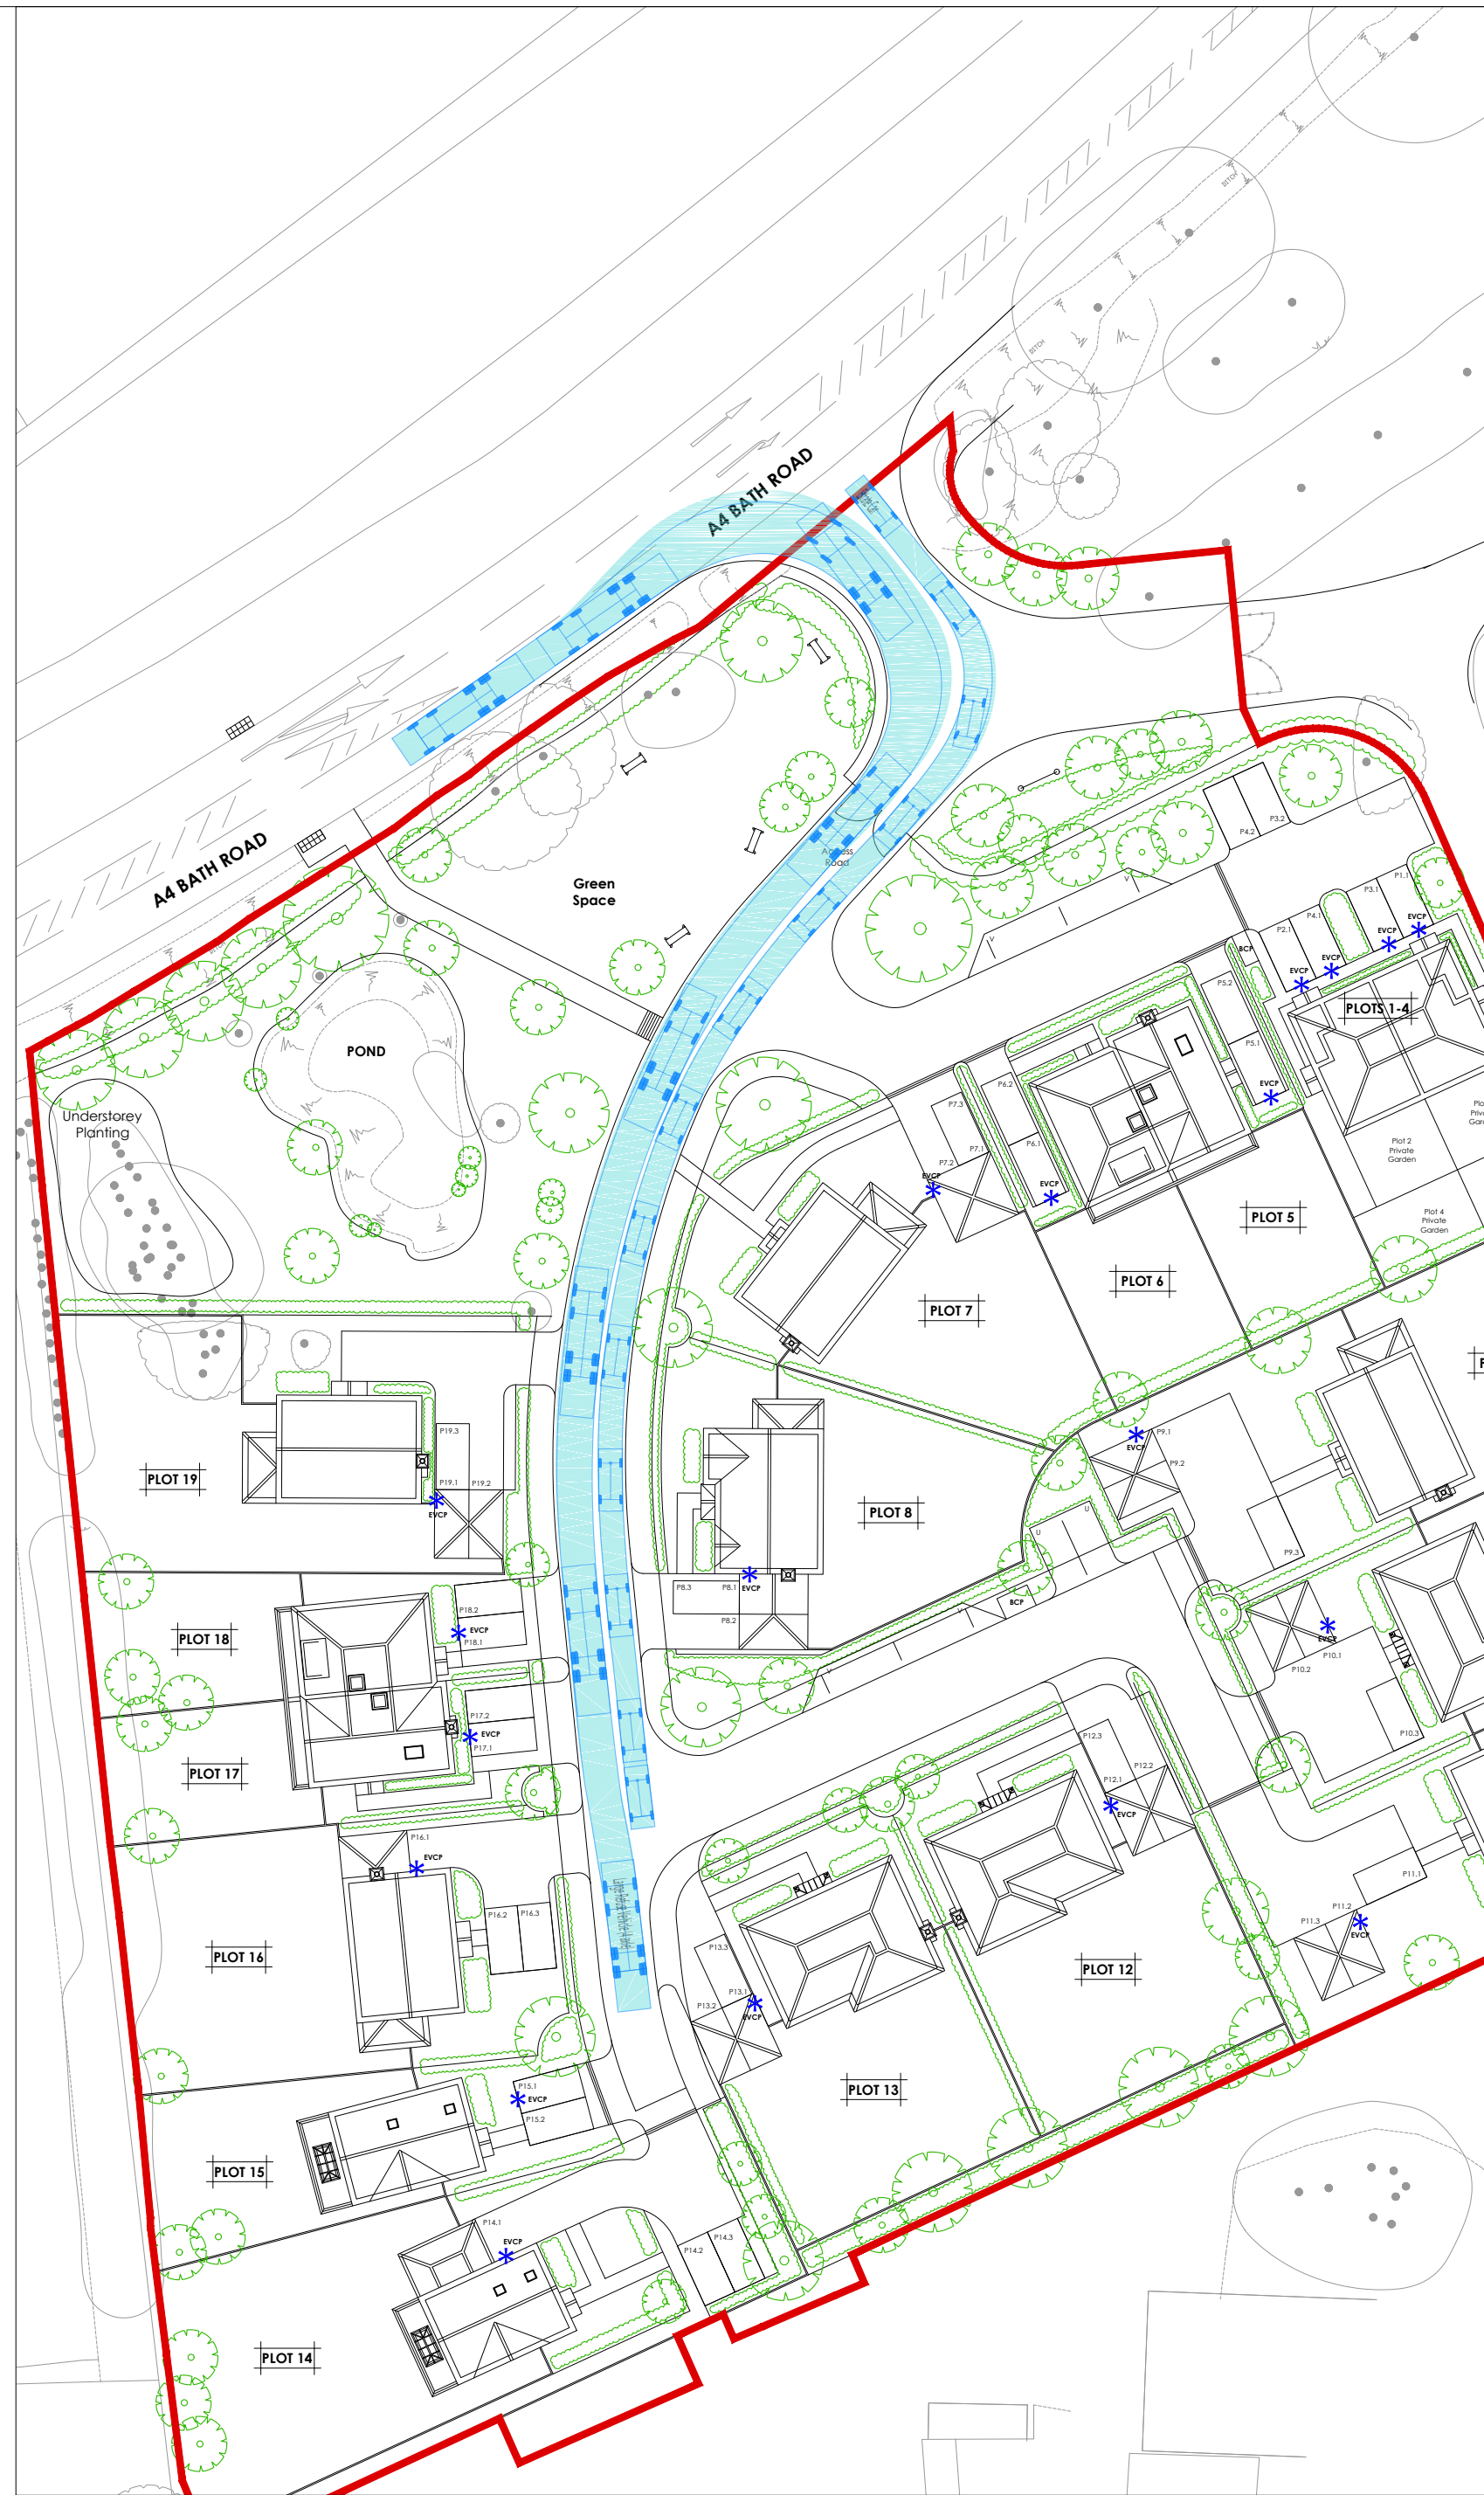 DITCH
DITCH
A4 BATH ROAD
A4 BATH ROAD
Green
Space
Access
Road
P4.2
P3.2
P1.1
P3.1
P4.1
P2.1
EVCP
EVCP
EVCP
EVCP
BCP
V
V
P5.2
P5.1
EVCP
PLOTS 1-4
POND
Understorey
Planting
P6.2
P6.1
EVCP
P7.3
P7.1
P7.2
EVCP
Plot 2
Private
Garden
Plot 4
Private
Garden
PLOT 5
PLOT 6
PLOT 7
P19.3
P19.1
P19.2
EVCP
PLOT 19
PLOT 8
P9.1
EVCP
P9.2
P9.3
U
U
V
V
BCP
P8.3
P8.1
EVCP
P8.2
PLOT 18
P18.2
EVCP
P18.1
EVCP
P10.1
P10.2
P10.3
PLOT 17
P17.2
EVCP
P17.1
P12.3
P12.2
P12.1
EVCP
P16.1
EVCP
P16.2
P16.3
PLOT 16
P11.1
P11.2
P11.3
EVCP
P13.3
P13.1
P13.2
EVCP
PLOT 12
PLOT 13
P15.1
EVCP
P15.2
PLOT 15
P14.1
EVCP
P14.2
P14.3
PLOT 14